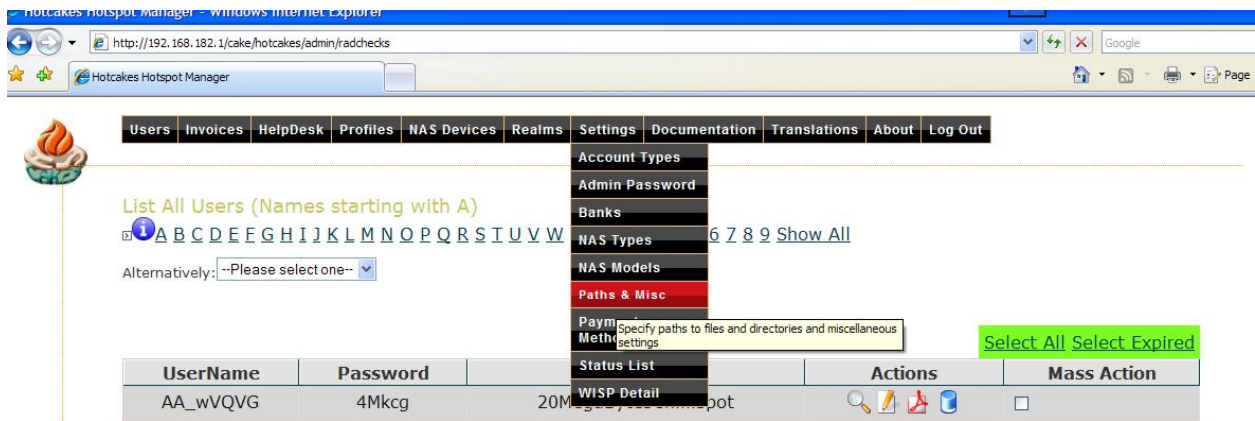 Hotcakes Hotspot Manager - Windows Internet Explorer
http://192.168.182.1/cake/hotcakes/admin/radchecks
Google
Hotcakes Hotspot Manager
Page
Users Invoices HelpDesk Profiles NAS Devices Realms Settings Documentation Translations About Log Out
Account Types
Admin Password
List All Users (Names starting with A)
Banks
A B C D E F G H I J K L M N O P Q R S T U V W 6 7 8 9 Show All
NAS Types
Alternatively: --Please select one--
NAS Models
Paths & Misc
Specify paths to files and directories and miscellaneous
settings
Select All Select Expired
Status List
UserName Password Actions Mass Action
WISP Detail
AA_wVQVG 4Mkcg